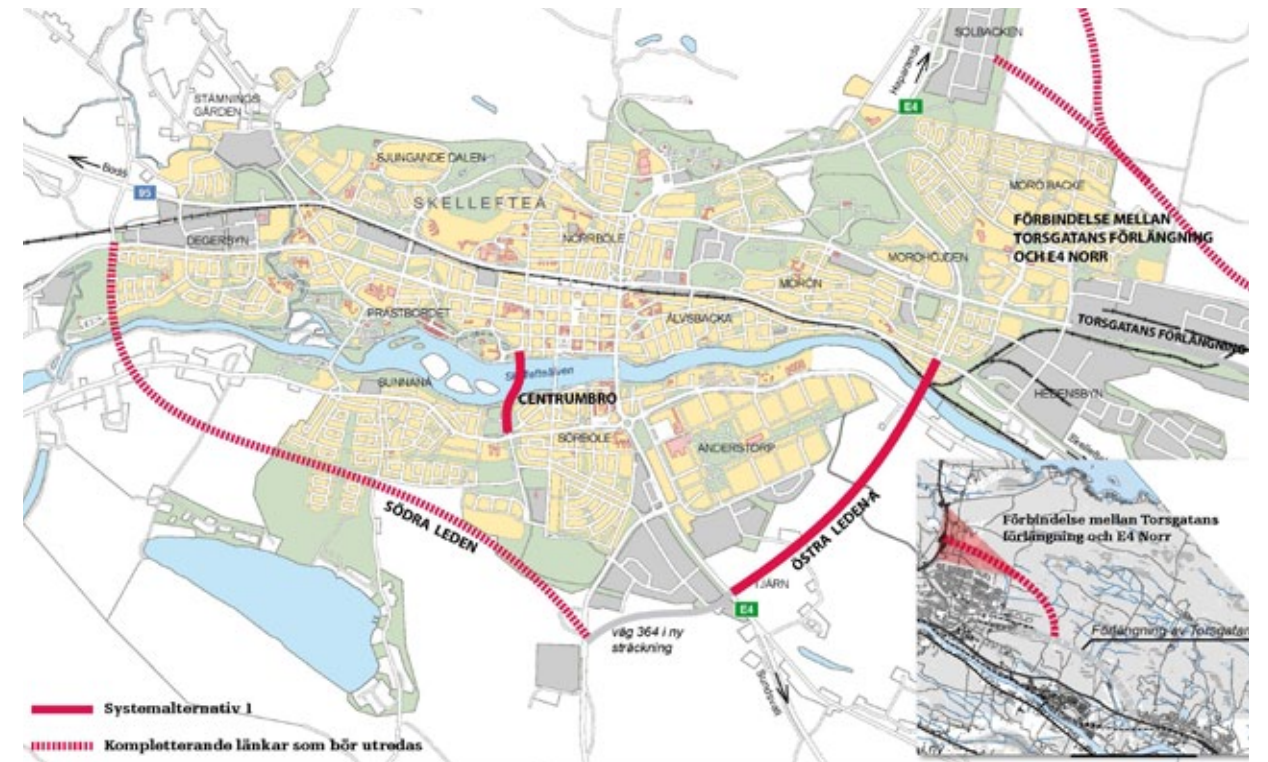 SOLBACKEN
Haparanda
E4
STÄMNINGS
GÅRDEN
SJUNGANDE DALEN
Bodö
95
SKELLEFTEÅ
MORÖ BACKE
FÖRBINDELSE MELLAN
TORSGATANS FÖRLÄNGNING
OCH E4 NORR
NORRBÖLE
DEGERBYN
MORÖHÖJDEN
MORÖN
PRÄSTBORDET
ÄLVSBACKA
TORSGATANS FÖRLÄNGNING
Skellefteälven
SUNNANÅ
CENTRUMBRO
HEDENSBYN
SÖRBÖLE
ANDERSTORP
SÖDRA LEDEN
ÖSTRA LEDEN A
Förbindelse mellan Torsgatans
förlängning och E4 Norr
TJÄRN
E4
väg 364 i ny
sträckning
Förlängning av Torsgatan
Sundsvall
Systemalternativ 1
Kompletterande länkar som bör utredas